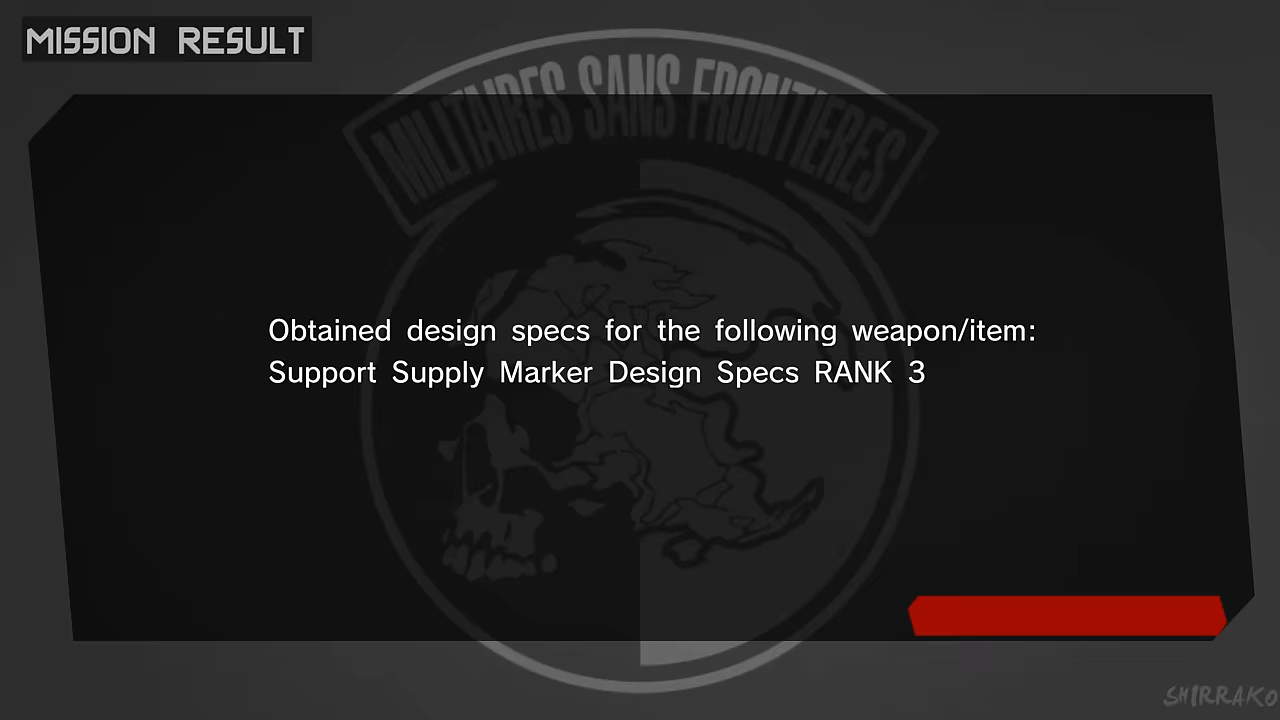 MISSION RESULT
MILITAIRES SANS FRONTIERES
Obtained design specs for the following weapon/item:
Support Supply Marker Design Specs RANK 3
SHIRRAKO